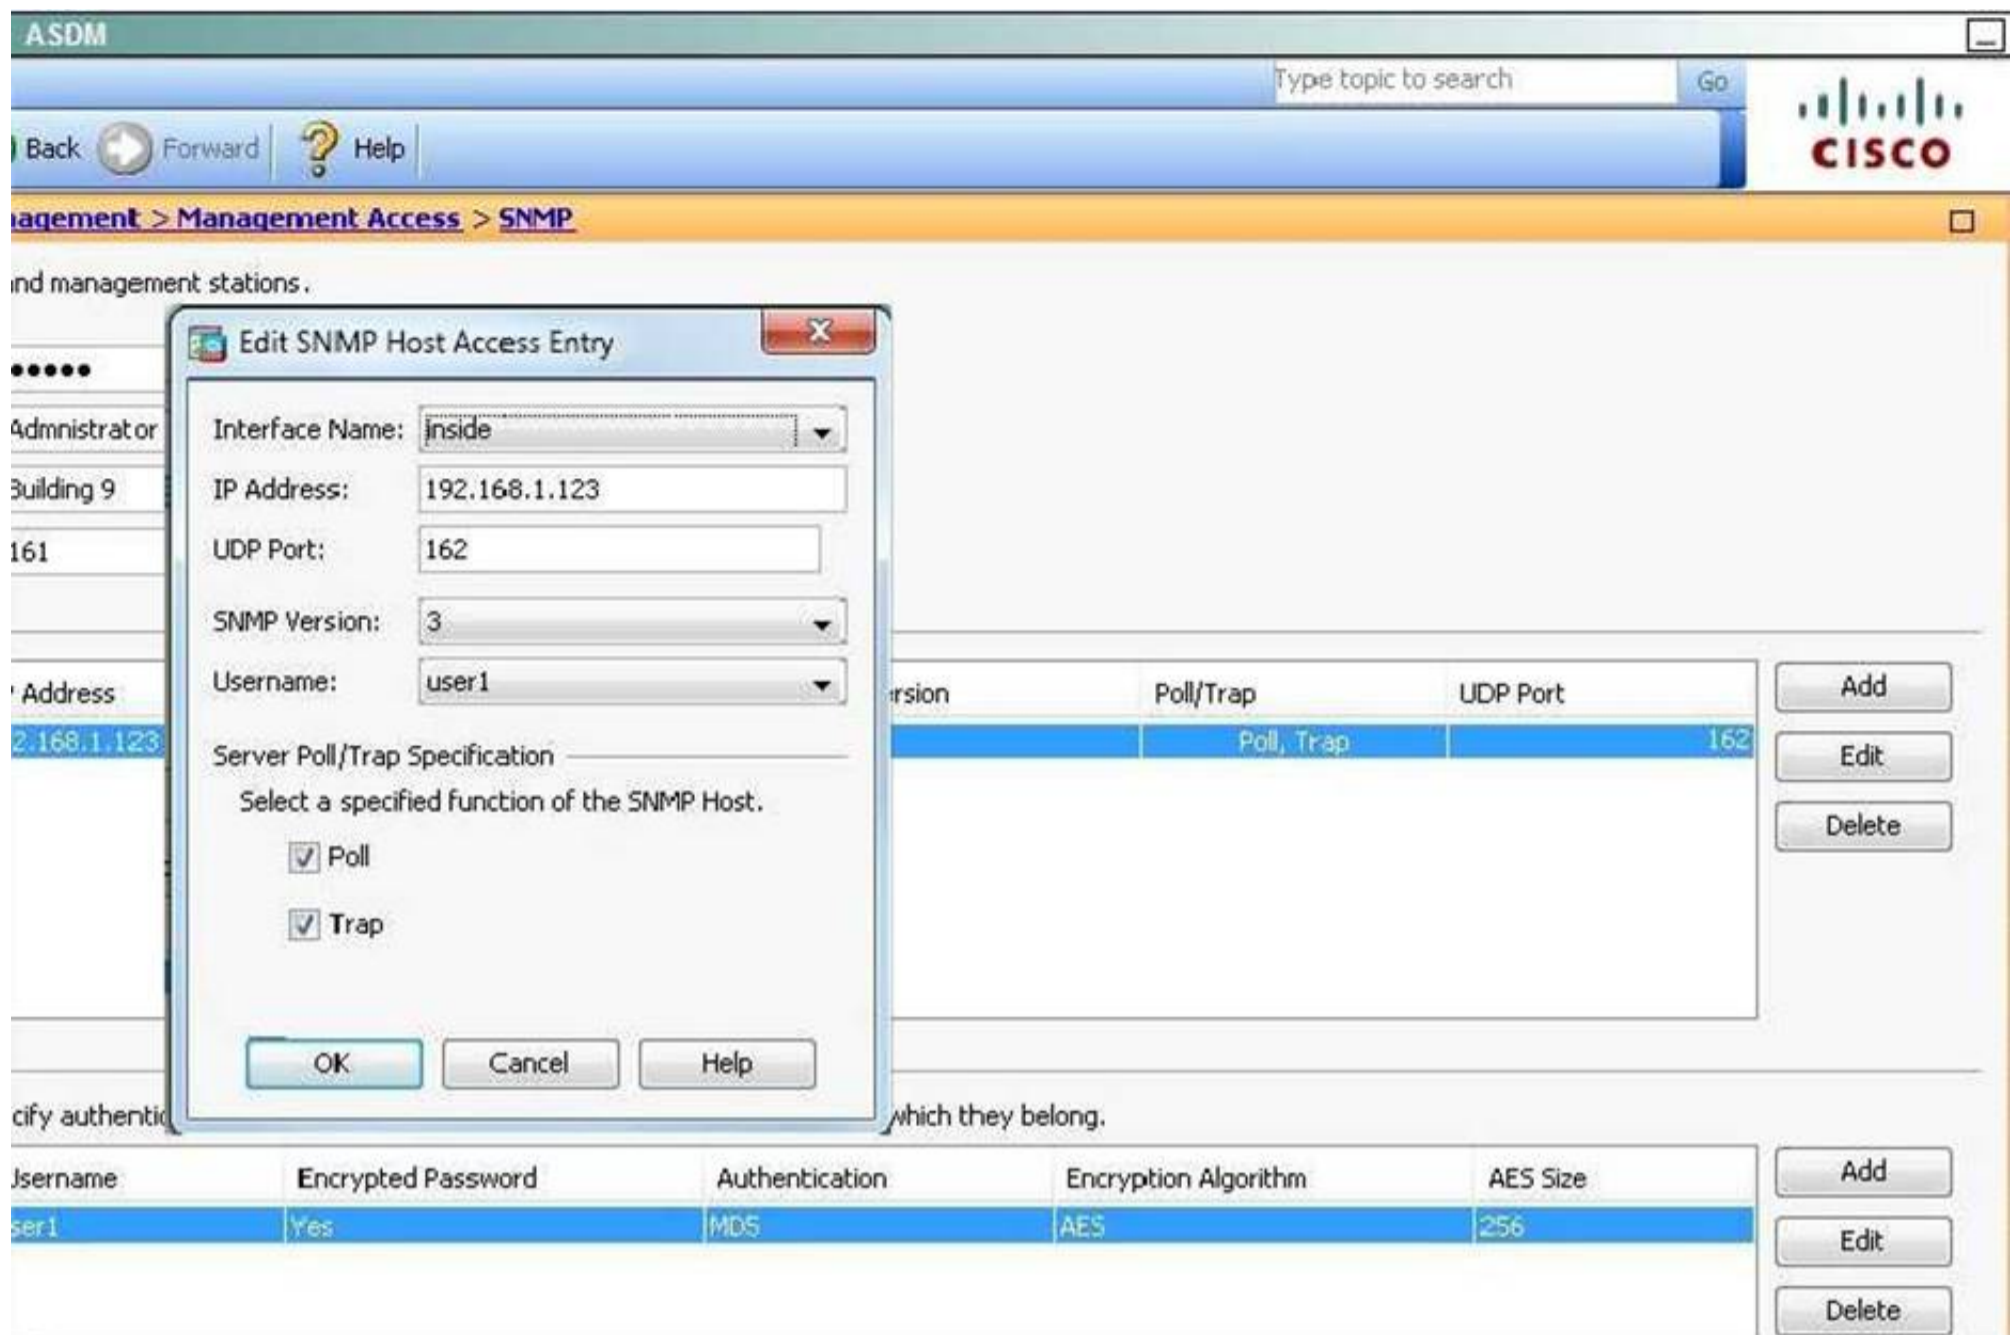 ASDM
Type topic to search Go
CISCO
Back Forward Help
nagement > Management Access > SNMP
nd management stations.
Edit SNMP Host Access Entry
•••••
Admnistrator
Interface Name: inside
Building 9
IP Address: 192.168.1.123
161
UDP Port: 162
SNMP Version: 3
Username: user1
Address rsion Poll/Trap UDP Port Add
2.168.1.123 Poll, Trap 162
Edit
Server Poll/Trap Specification
Select a specified function of the SNMP Host.
Delete
Poll
Trap
OK Cancel Help
cify authentic which they belong.
Username Encrypted Password Authentication Encryption Algorithm AES Size Add
ser1 Yes MD5 AES 256
Edit
Delete